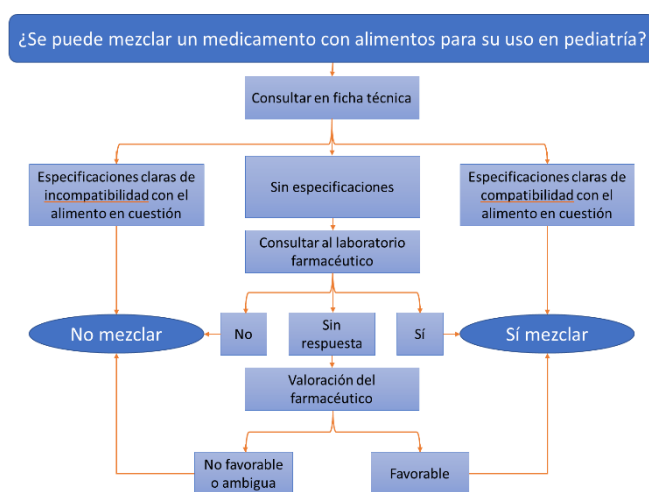 ¿Se puede mezclar un medicamento con alimentos para su uso en pediatría?
Consultar en ficha técnica
Especificaciones claras de
incompatibilidad con el
alimento en cuestión
Sin especificaciones
Especificaciones claras de
compatibilidad con el
alimento en cuestión
Consultar al laboratorio
farmacéutico
No mezclar
No
Sin
respuesta
Sí
Sí mezclar
Valoración del
farmacéutico
No favorable
o ambigua
Favorable